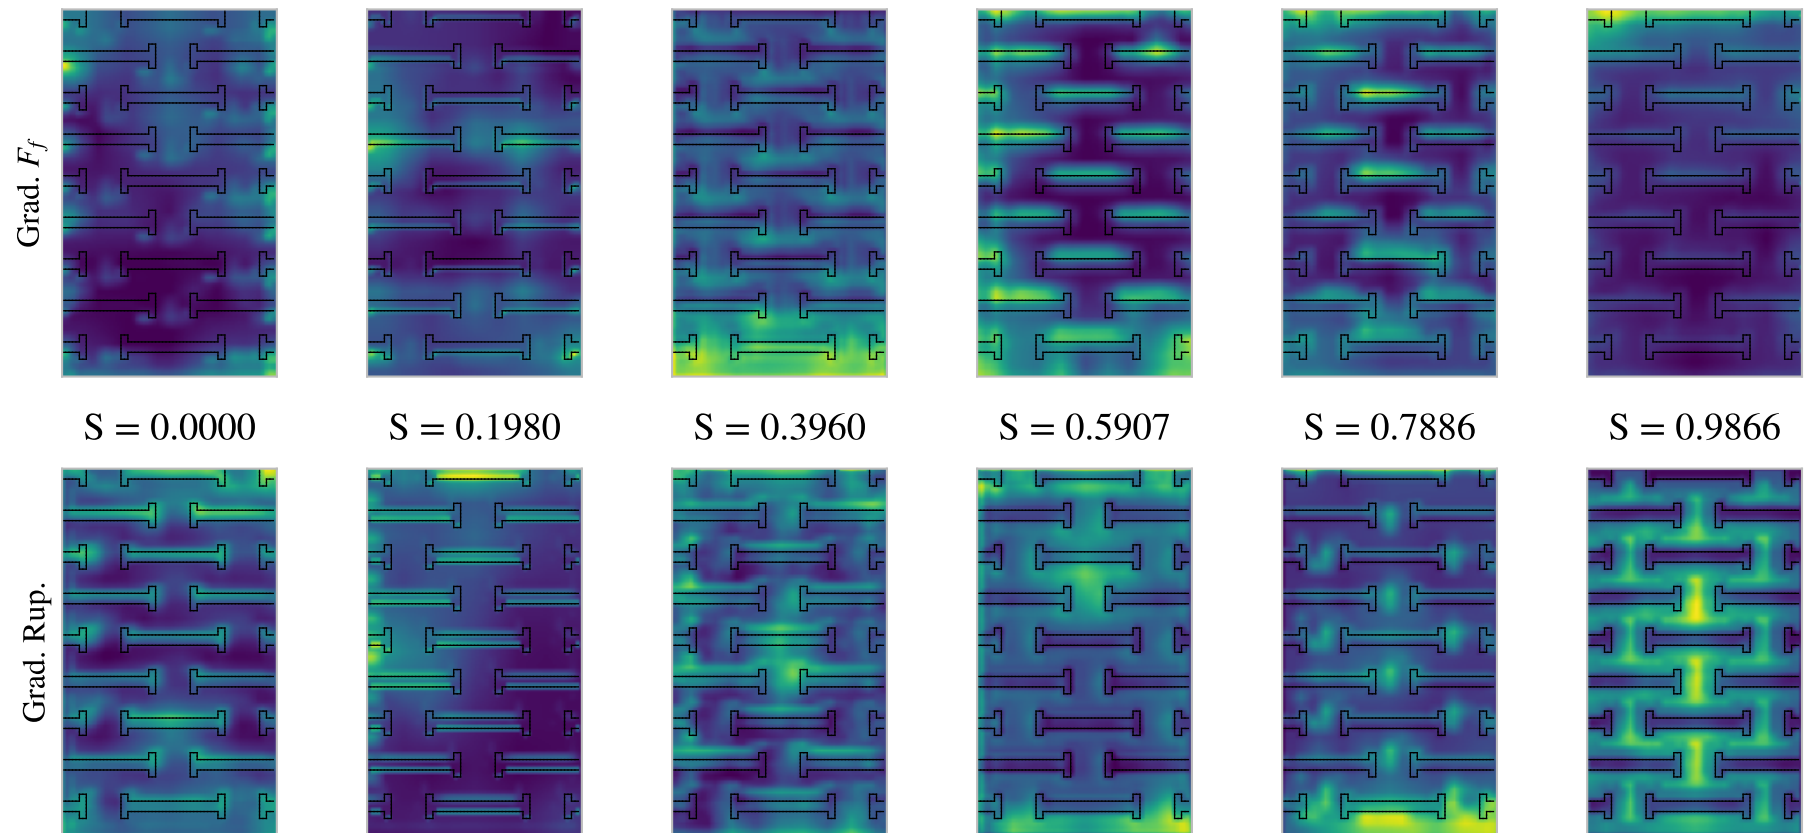 Grad. F_f
S = 0.0000
S = 0.1980
S = 0.3960
S = 0.5907
S = 0.7886
S = 0.9866
Grad. Rup.